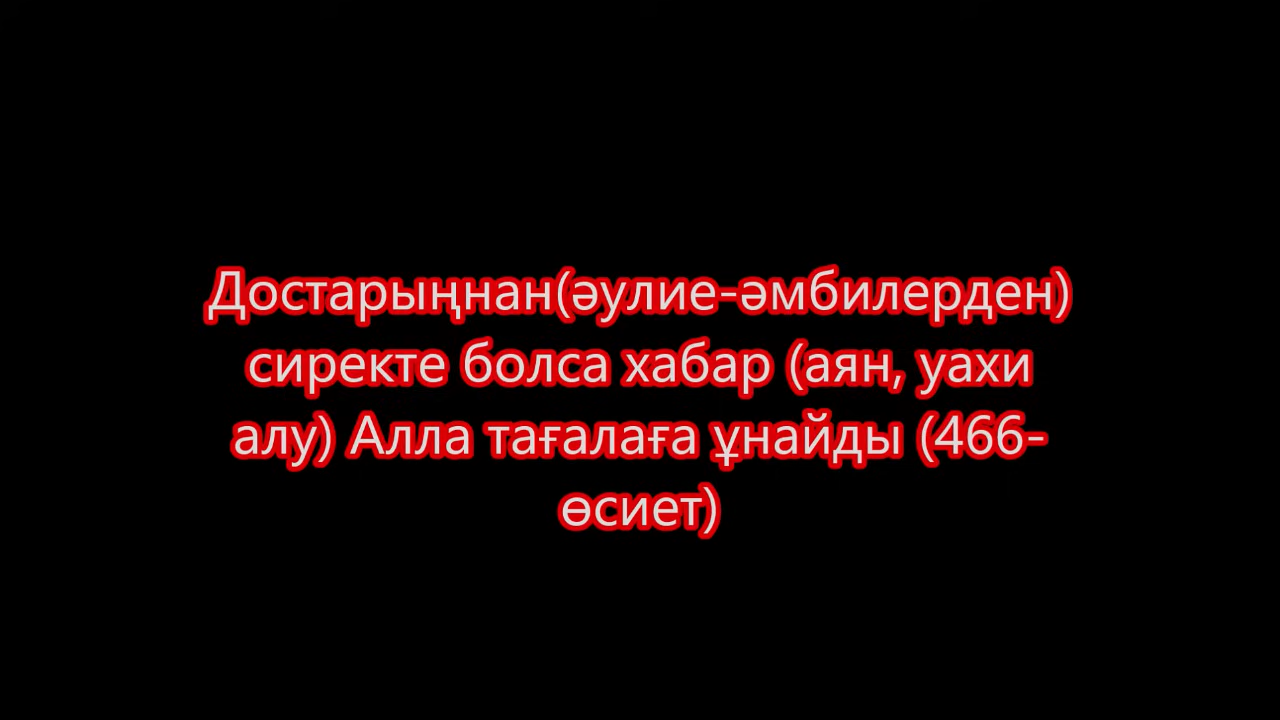 Достарыңнан(әулие-әмбилерден)
сиректе болса хабар (аян, уахи
алу) Алла тағалаға ұнайды (466-
өсиет)